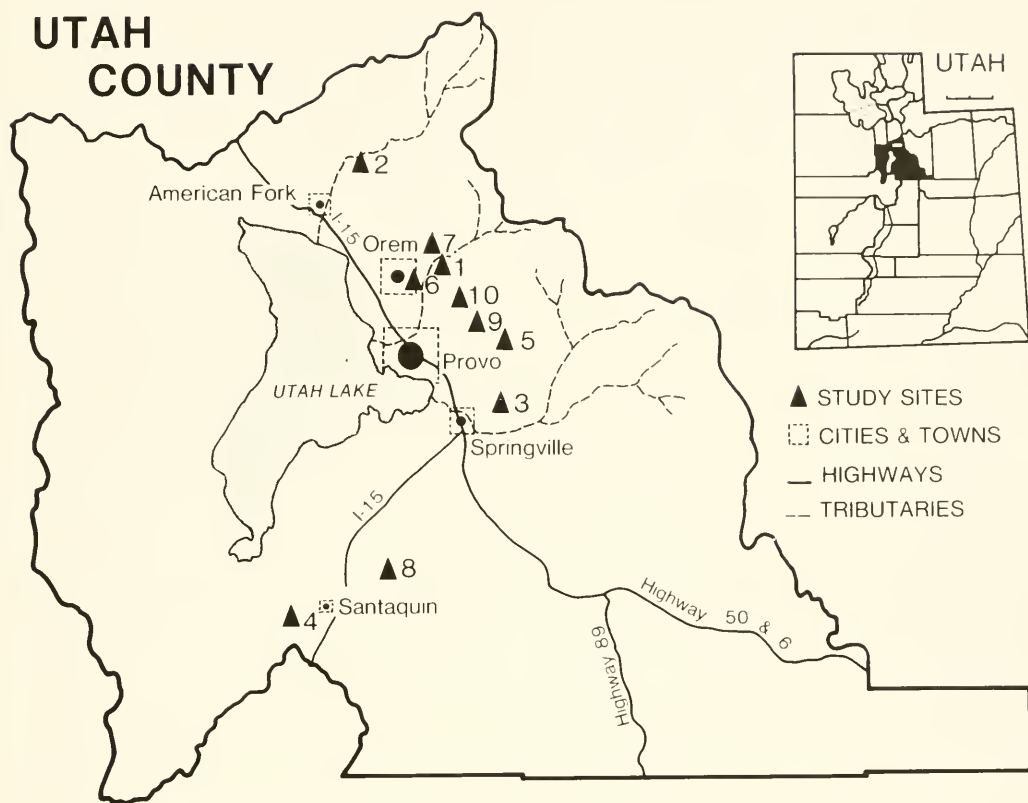 UTAH
COUNTY
UTAH
2
American Fork
I-15
Orem
7
1
6
10
9
5
Provo
UTAH LAKE
3
Springville
STUDY SITES
CITIES & TOWNS
HIGHWAYS
TRIBUTARIES
I-15
8
Santaquin
4
Highway 50 & 6
Highway 89